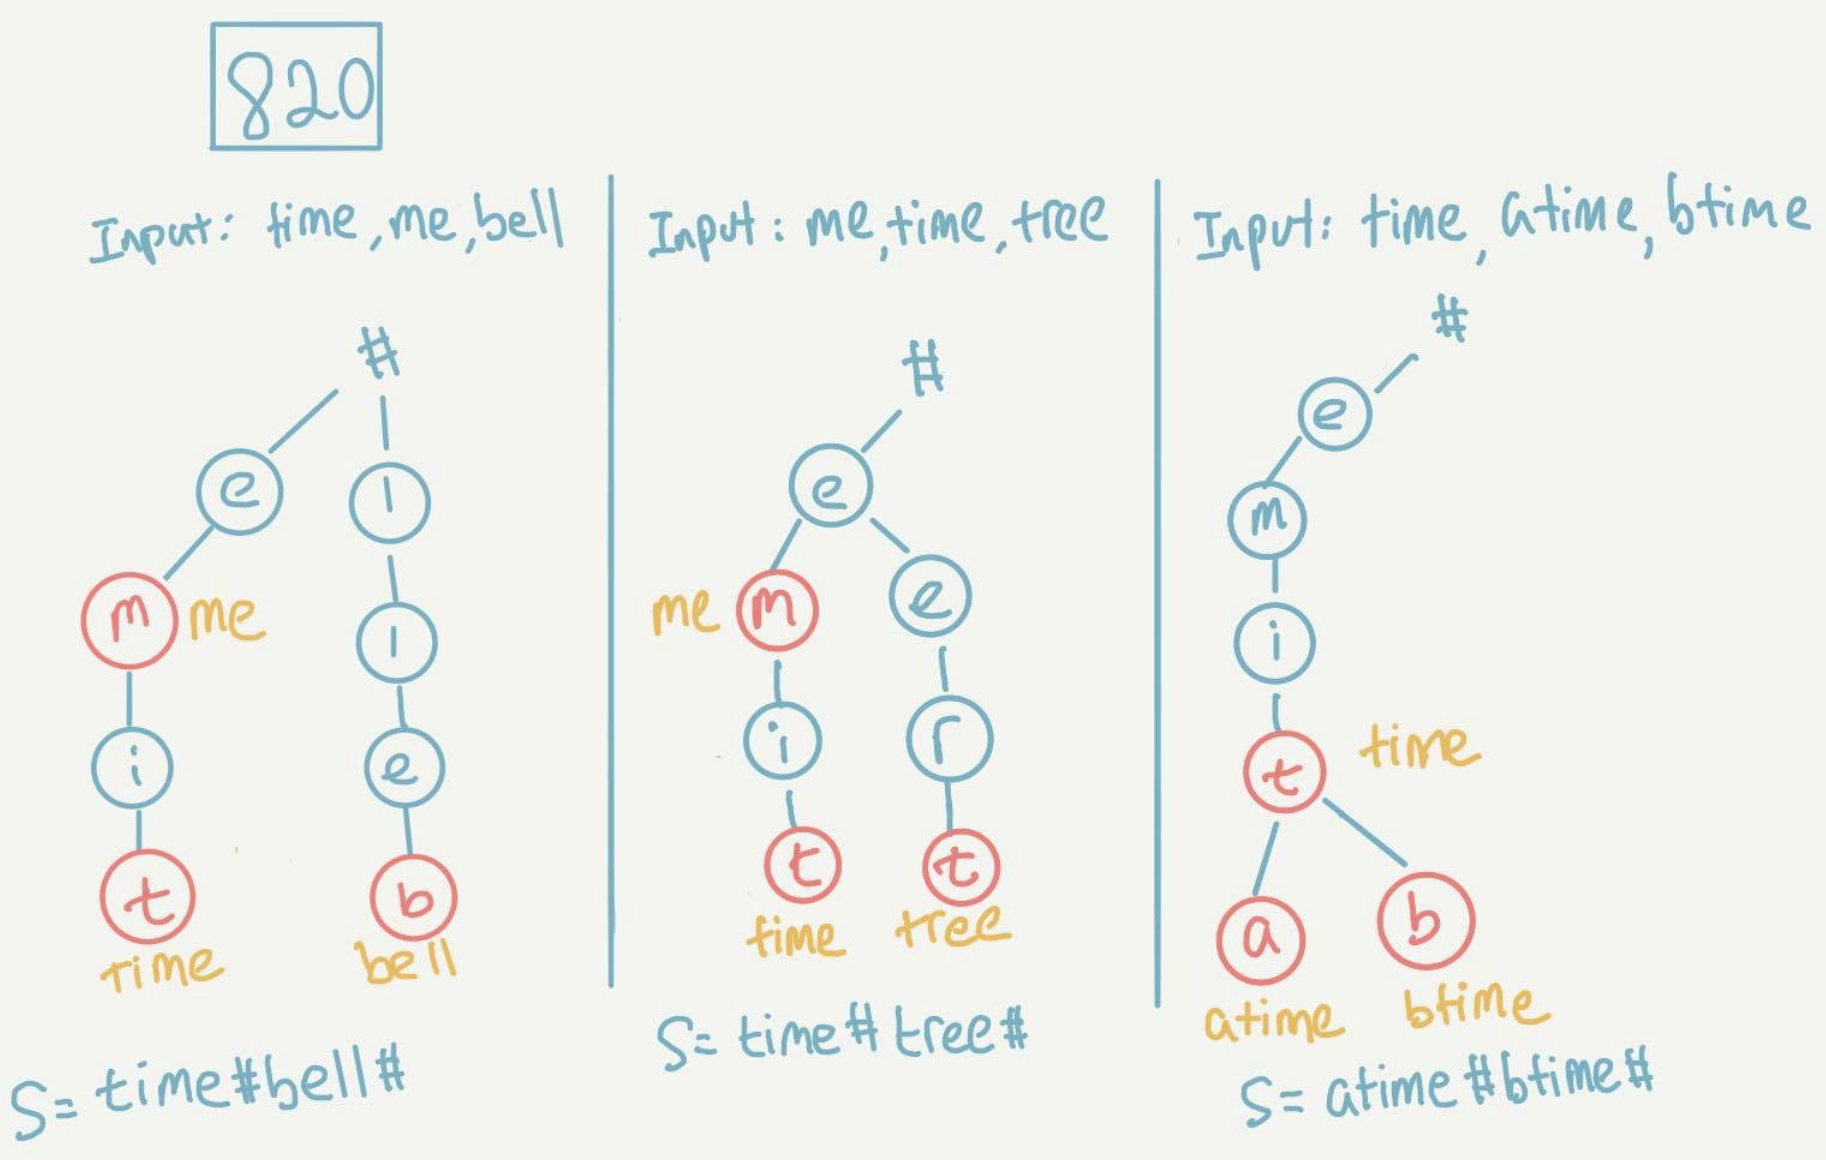 820
Input: time, me, bell
#
e
l
m me
l
i
e
t
b
time
bell
S= time#bell#
Input: me, time, tree
#
e
me m
e
i
r
t
t
time
tree
S= time#tree#
Input: time, atime, btime
#
e
m
i
t time
a
b
atime
btime
S= atime#btime#